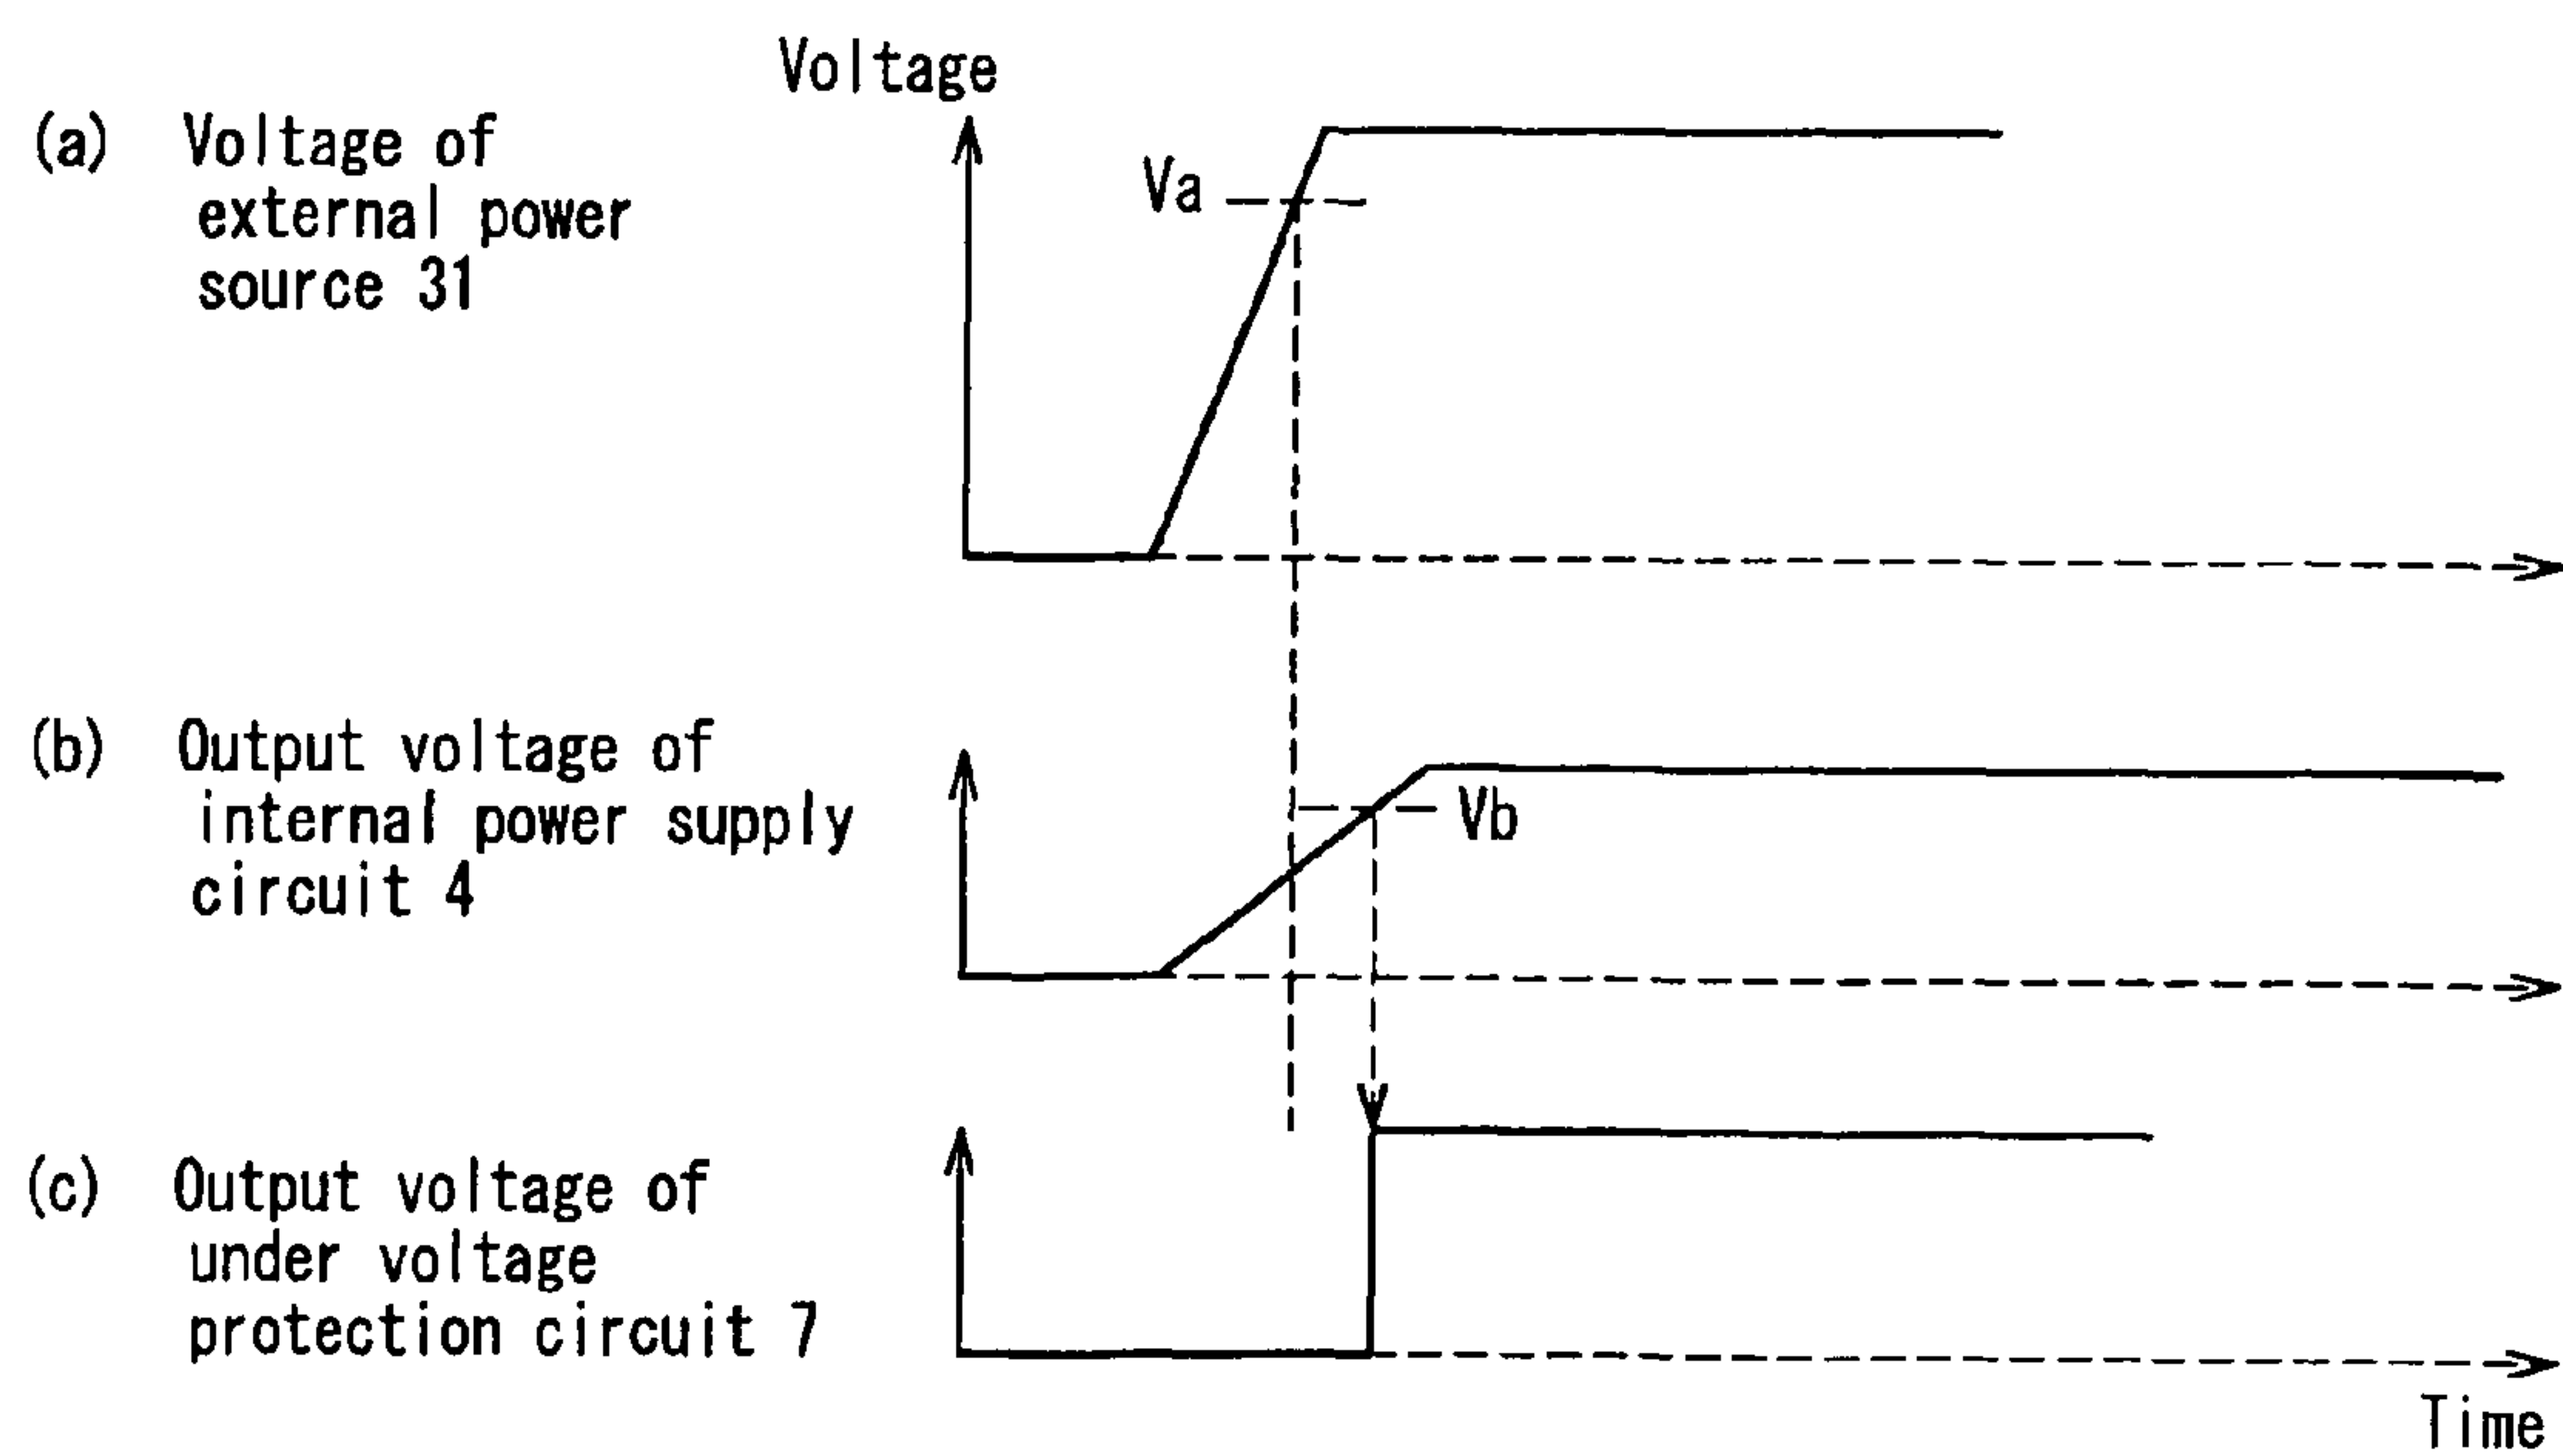 Voltage
(a) Voltage of
external power
source 31
Va
(b) Output voltage of
internal power supply
circuit 4
Vb
(c) Output voltage of
under voltage
protection circuit 7
Time